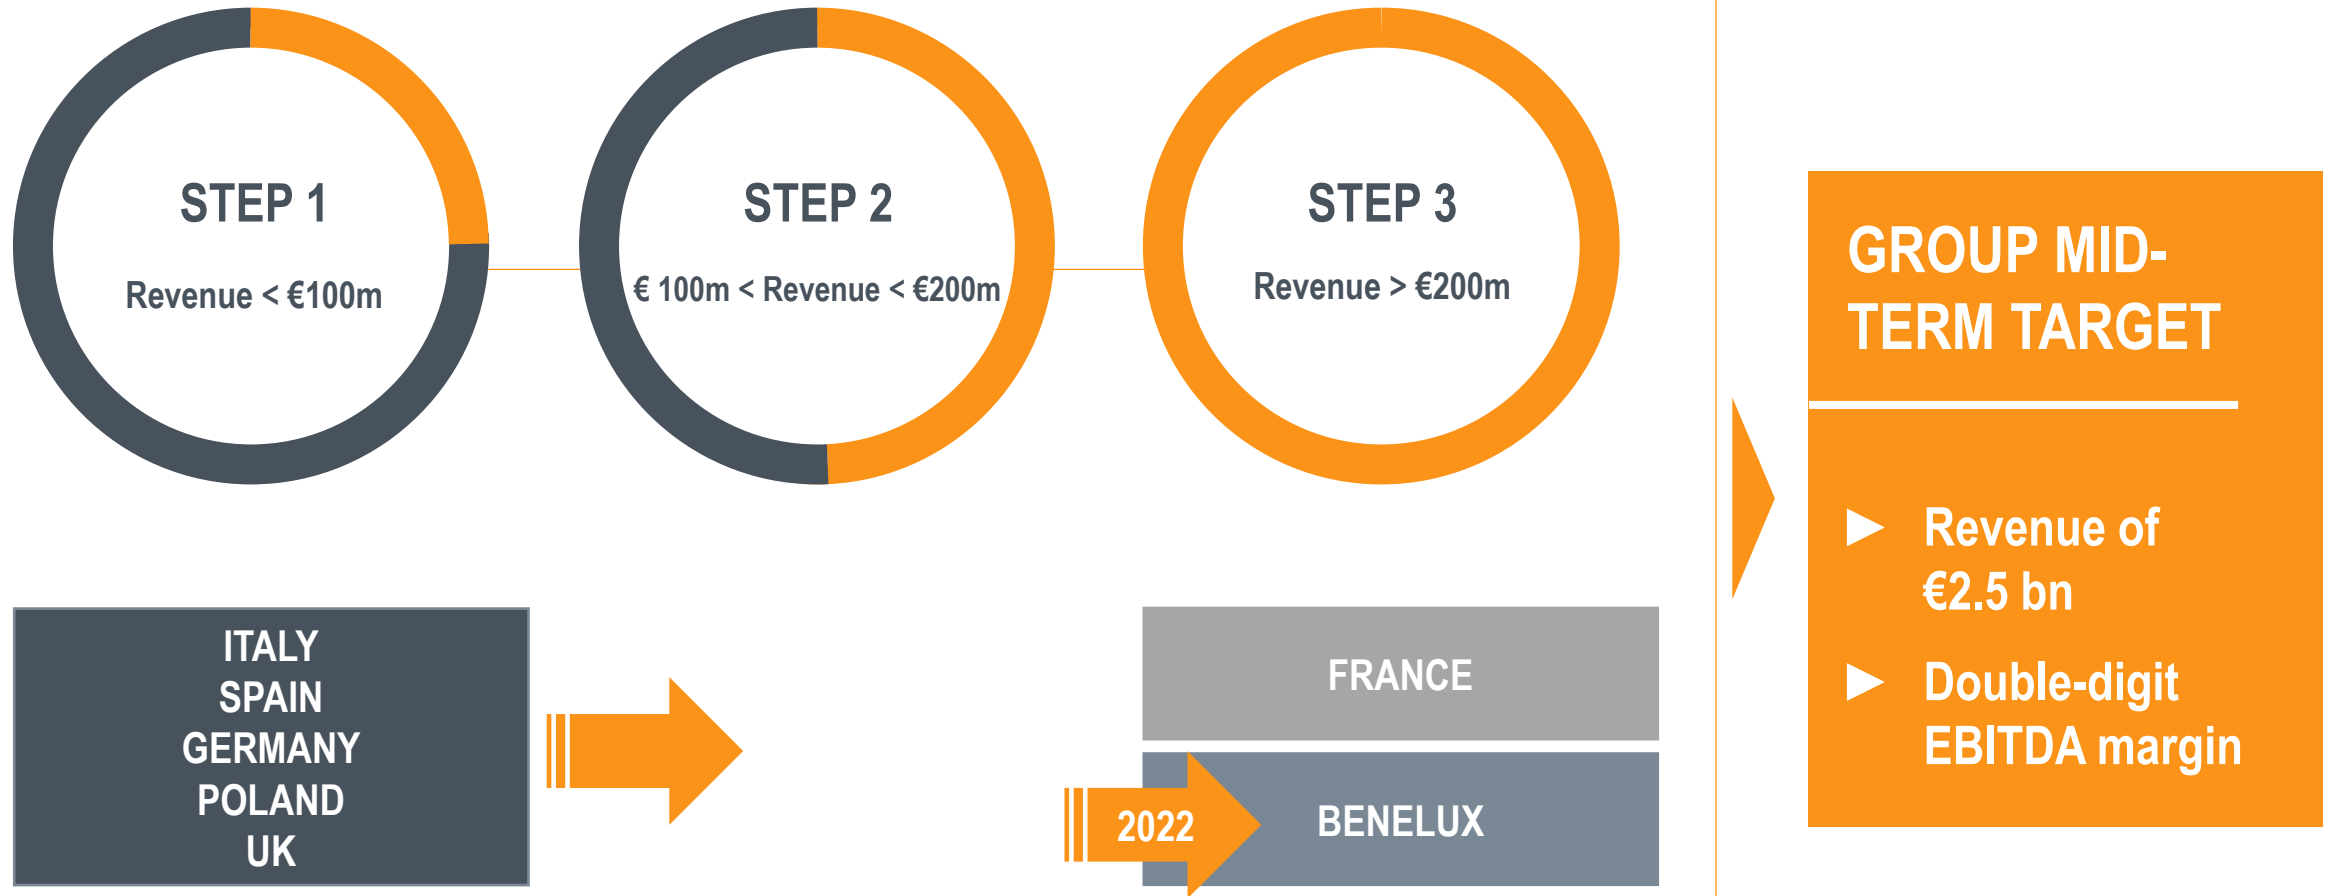 STEP 1
Revenue < €100m
STEP 2
€ 100m < Revenue < €200m
STEP 3
Revenue > €200m
ITALY
SPAIN
GERMANY
POLAND
UK
FRANCE
2022
BENELUX
GROUP MID-
TERM TARGET
► Revenue of
€2.5 bn
► Double-digit
EBITDA margin